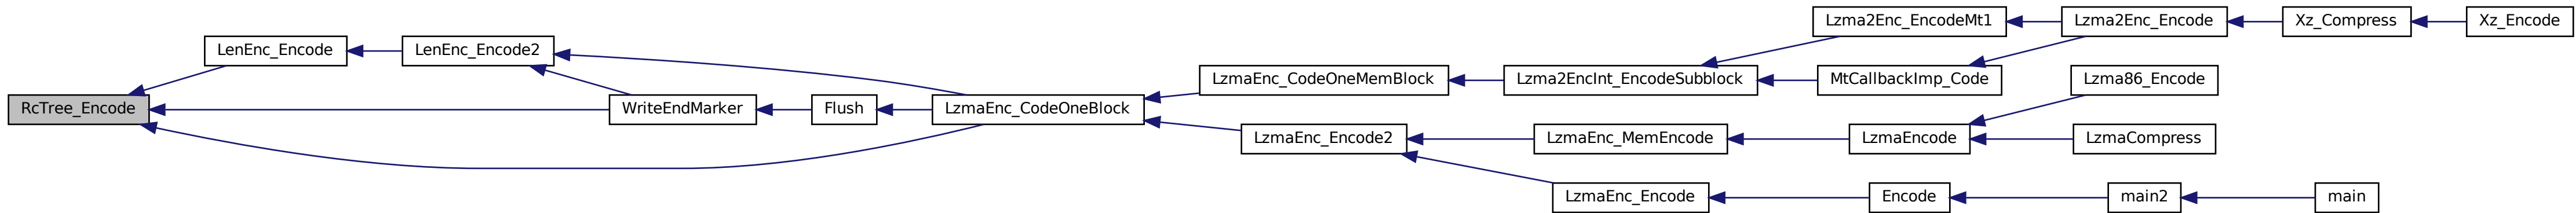 RcTree_Encode
LenEnc_Encode
LenEnc_Encode2
WriteEndMarker
Flush
LzmaEnc_CodeOneBlock
LzmaEnc_CodeOneMemBlock
Lzma2EncInt_EncodeSubblock
Lzma2Enc_EncodeMt1
Lzma2Enc_Encode
Xz_Compress
Xz_Encode
MtCallbackImp_Code
LzmaEnc_Encode2
LzmaEnc_MemEncode
LzmaEncode
Lzma86_Encode
LzmaCompress
LzmaEnc_Encode
Encode
main2
main